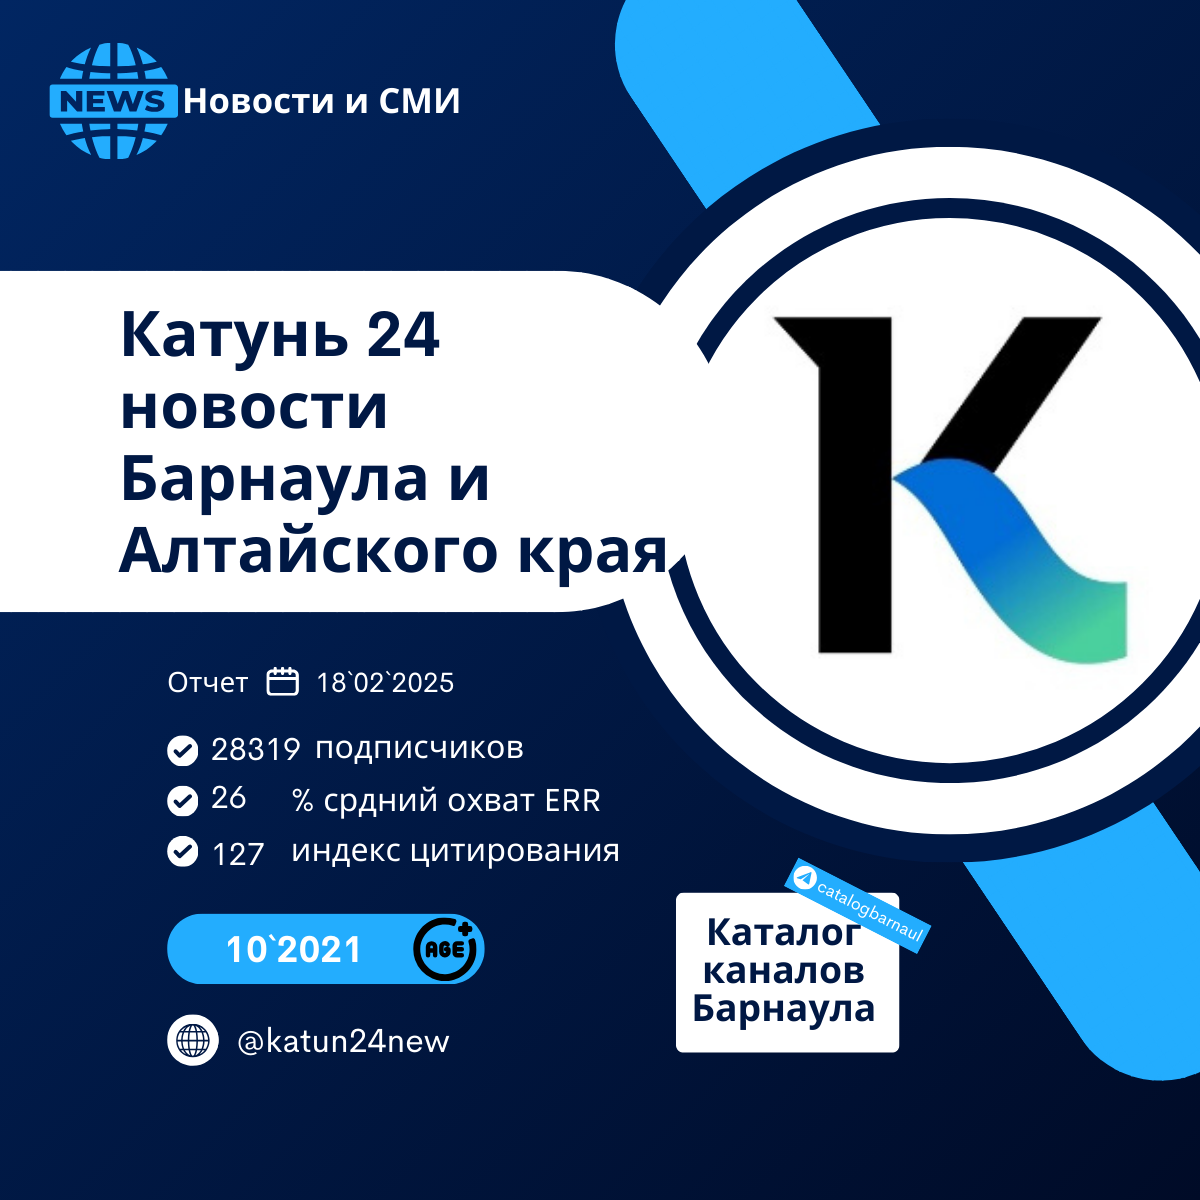 NEWS Новости и СМИ
Катунь 24
новости
Барнаула и
Алтайского края
Отчет 18`02`2025
28319 подписчиков
26 % срдний охват ERR
127 индекс цитирования
10`2021 AGE+
@katun24new
catalogbarnaul
Каталог
каналов
Барнаула